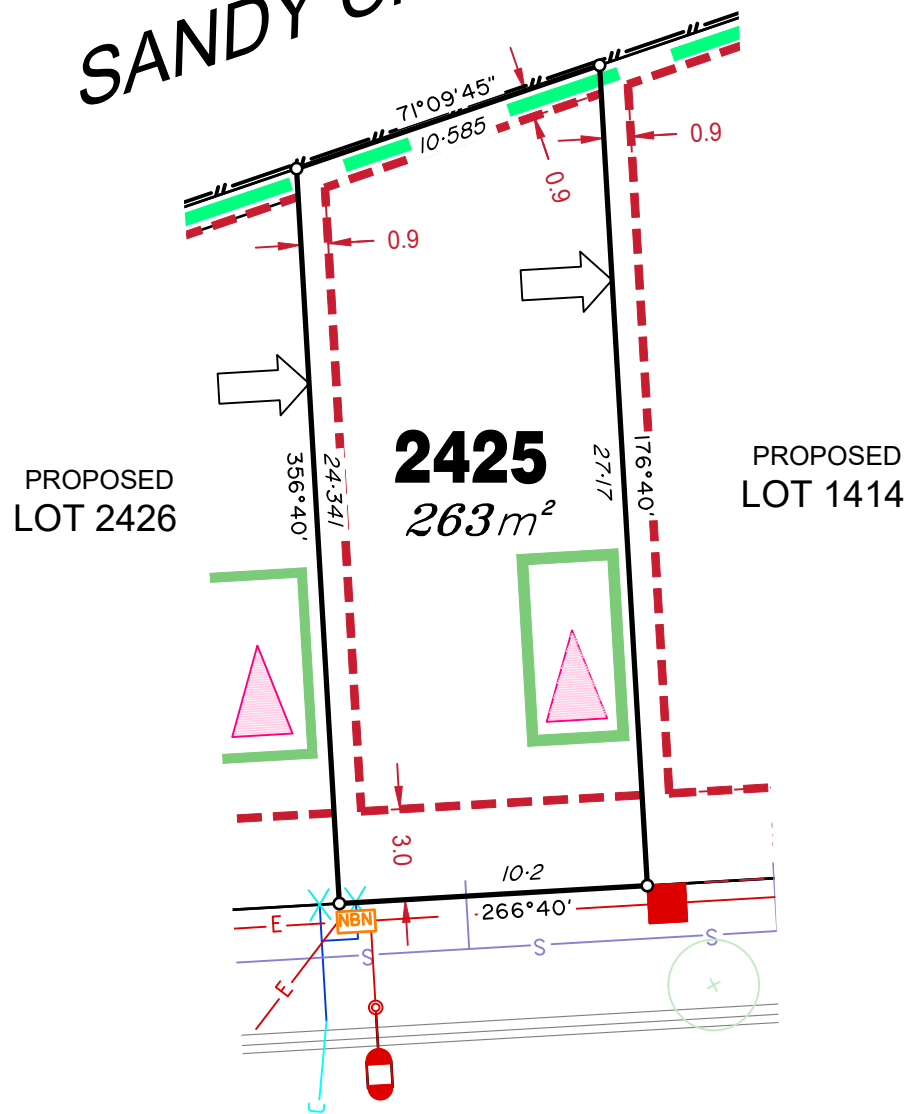 SANDY
71°09'45"
10·585
0.9
0.9
0.9
PROPOSED
LOT 2426
356°40'
24·341
2425
263m²
27·17
176°40'
PROPOSED
LOT 1414
3.0
10·2
266°40'
E
NBN
S
S
S
E